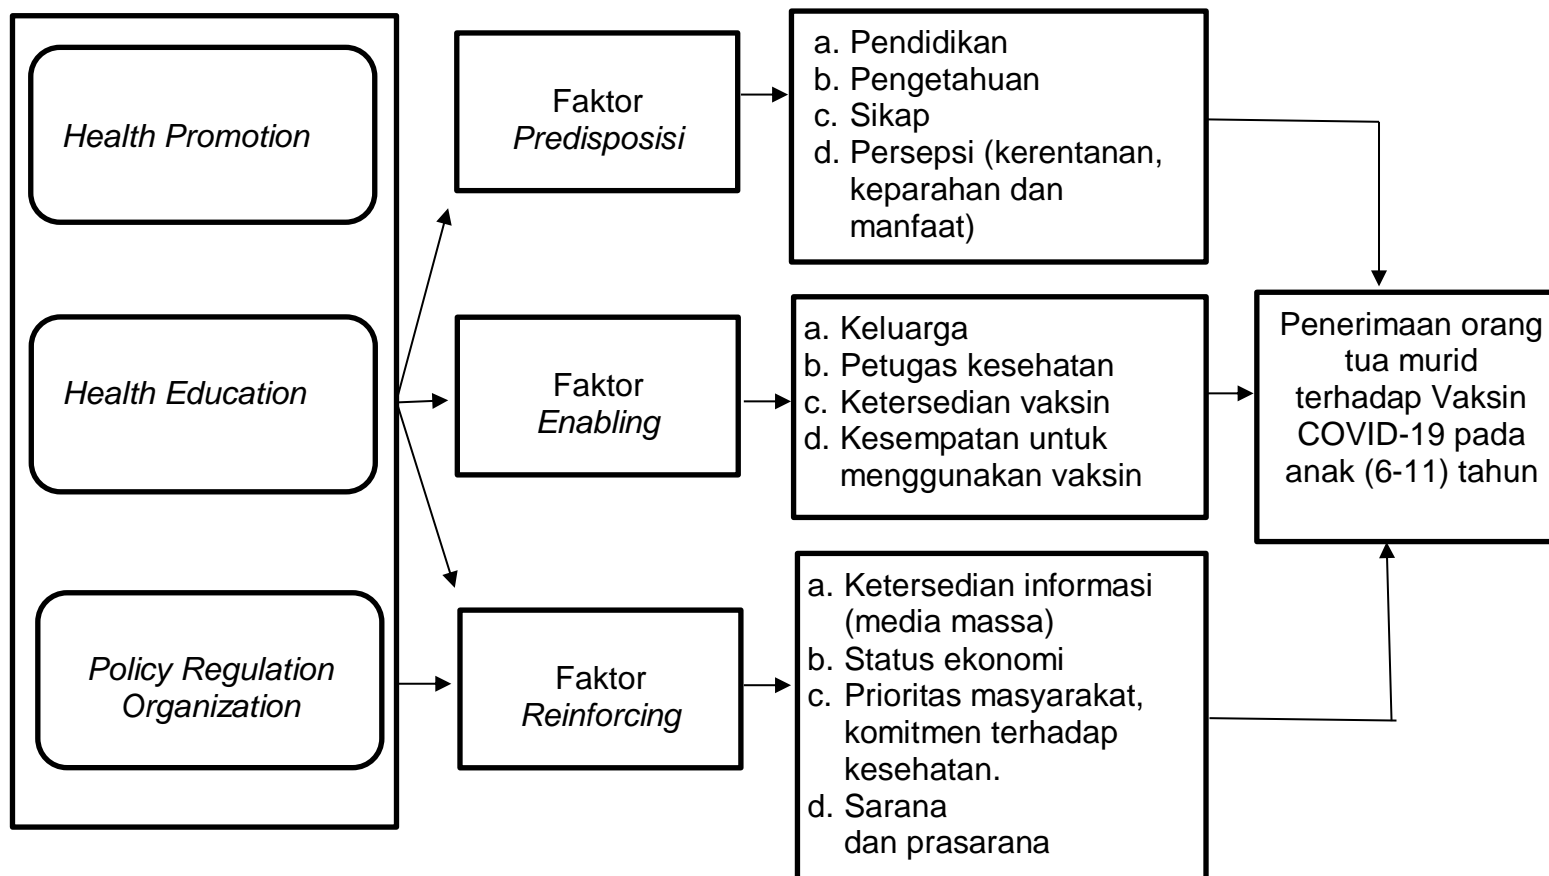 Health Promotion
Health Education
Policy Regulation
Organization
Faktor
Predisposisi
Faktor
Enabling
Faktor
Reinforcing
a. Pendidikan
b. Pengetahuan
c. Sikap
d. Persepsi (kerentanan,
keparahan dan
manfaat)
a. Keluarga
b. Petugas kesehatan
c. Ketersedian vaksin
d. Kesempatan untuk
menggunakan vaksin
a. Ketersedian informasi
(media massa)
b. Status ekonomi
c. Prioritas masyarakat,
komitmen terhadap
kesehatan.
d. Sarana
dan prasarana
Penerimaan orang
tua murid
terhadap Vaksin
COVID-19 pada
anak (6-11) tahun